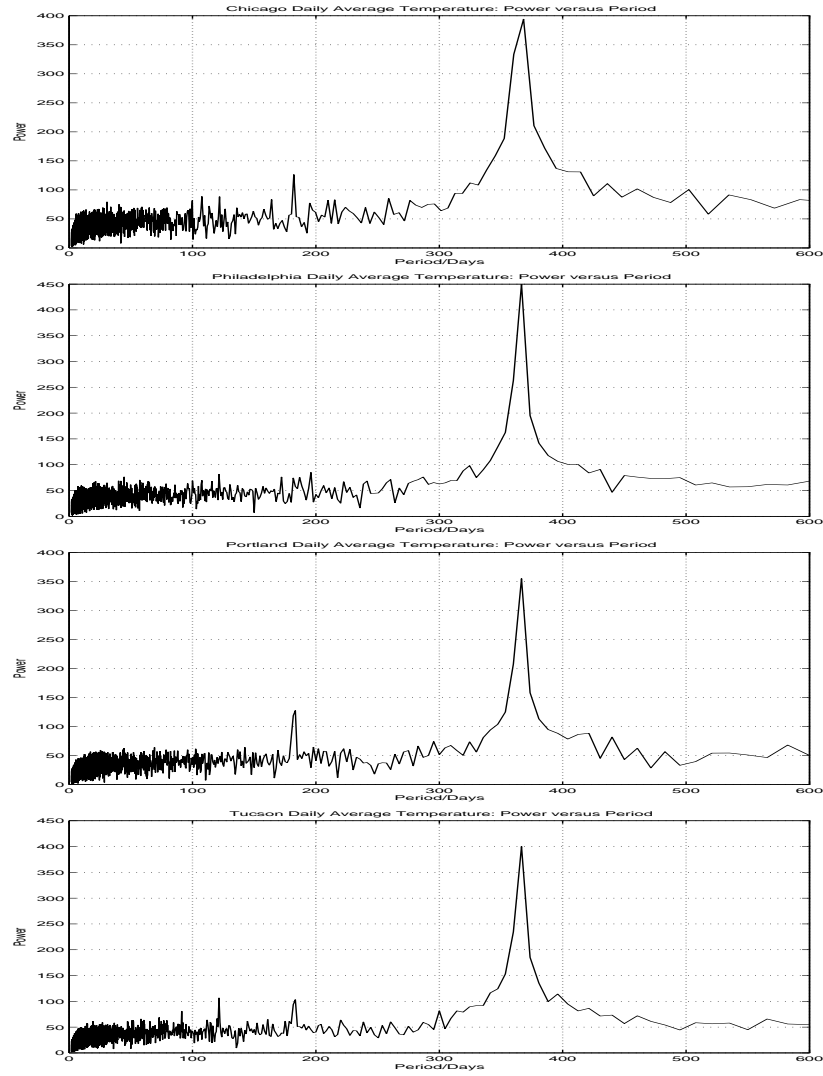 Chicago Daily Average Temperature: Power versus Period
400
350
300
250
200
150
100
50
0
Power
0 100 200 300 400 500 600
Period/Days
Philadelphia Daily Average Temperature: Power versus Period
450
400
350
300
250
200
150
100
50
0
Power
0 100 200 300 400 500 600
Period/Days
Portland Daily Average Temperature: Power versus Period
400
350
300
250
200
150
100
50
0
Power
0 100 200 300 400 500 600
Period/Days
Tucson Daily Average Temperature: Power versus Period
450
400
350
300
250
200
150
100
50
0
Power
0 100 200 300 400 500 600
Period/Days